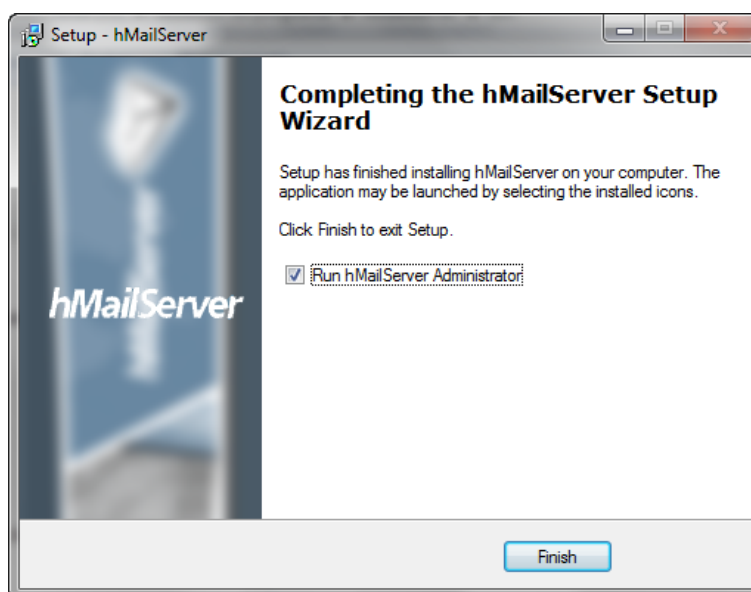 Setup - hMailServer
Completing the hMailServer Setup
Wizard
Setup has finished installing hMailServer on your computer. The
application may be launched by selecting the installed icons.
Click Finish to exit Setup.
Run hMailServer Administrator
hMailServer
Finish